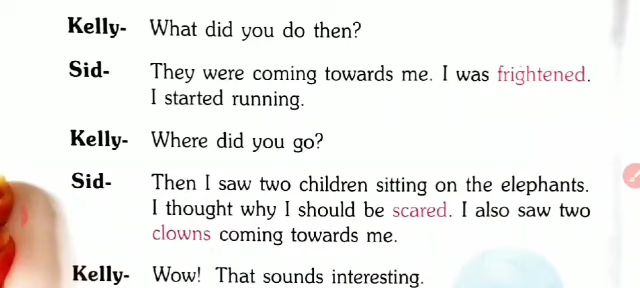 Kelly- What did you do then?
Sid- They were coming towards me. I was frightened.
I started running.
Kelly- Where did you go?
Sid- Then I saw two children sitting on the elephants.
I thought why I should be scared. I also saw two
clowns coming towards me.
Kelly- Wow! That sounds interesting.